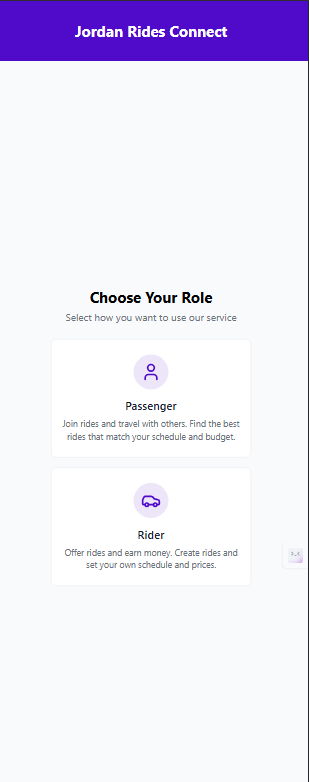 Jordan Rides Connect
Choose Your Role
Select how you want to use our service
Passenger
Join rides and travel with others. Find the best
rides that match your schedule and budget.
Rider
Offer rides and earn money. Create rides and
set your own schedule and prices.